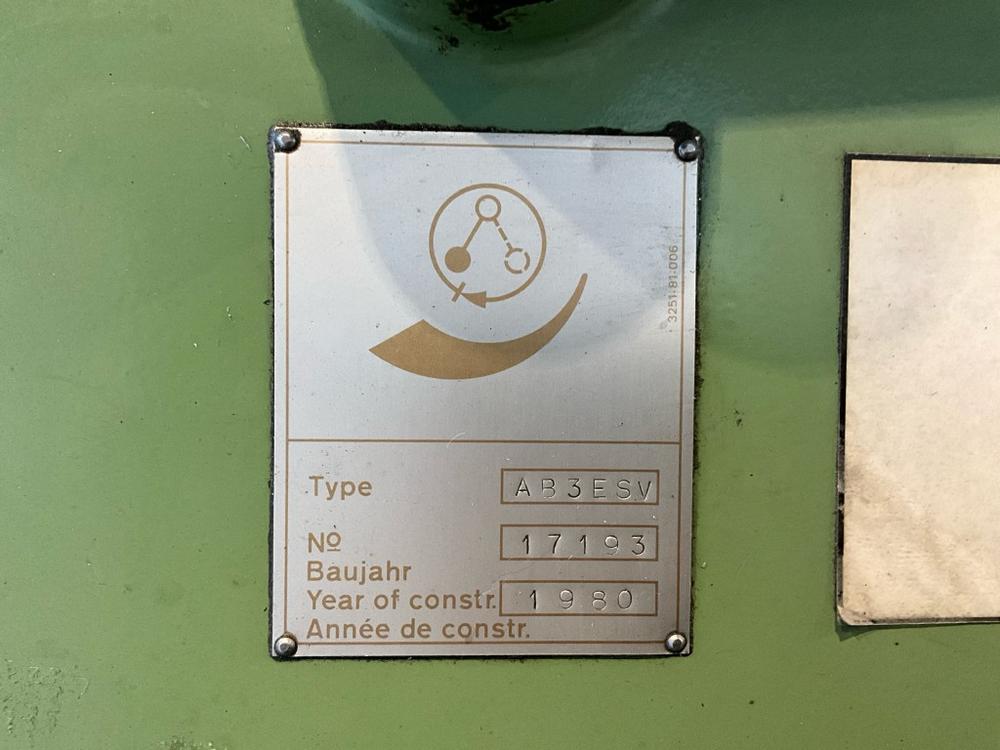 3251.81.006
Type AB3ESV
Nº 17193
Baujahr
Year of constr. 1980
Année de constr.